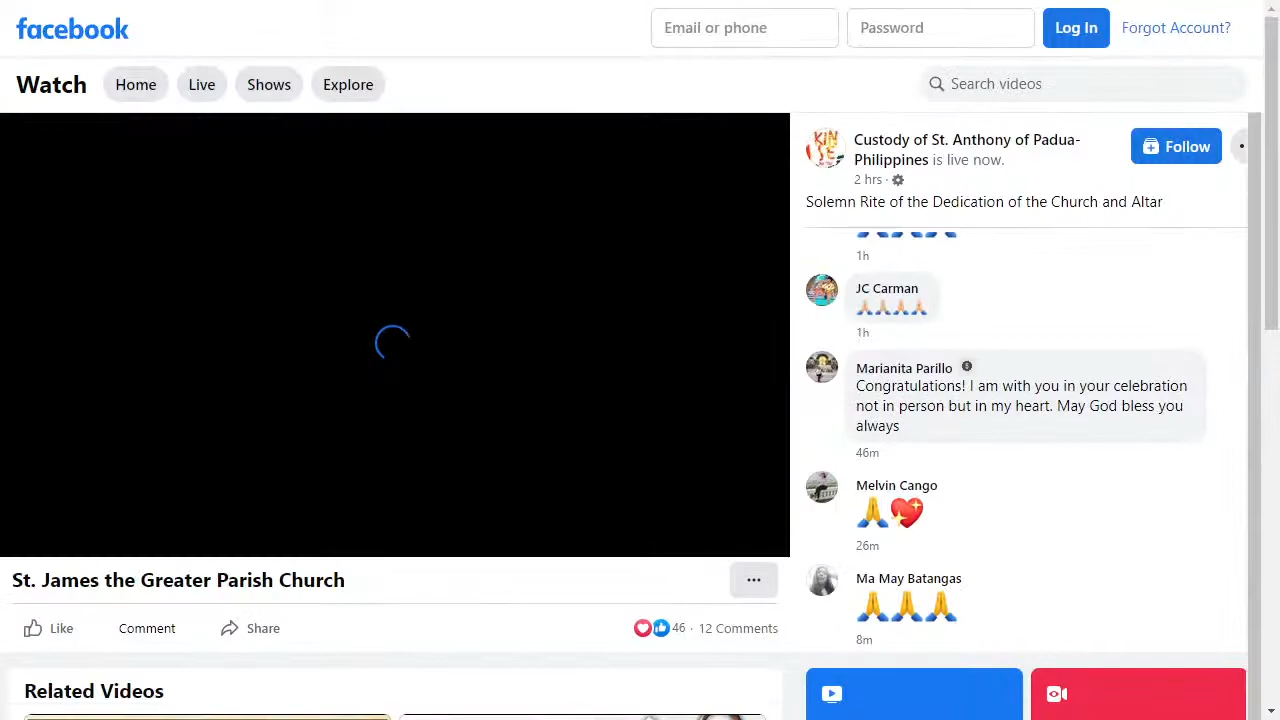 facebook
Email or phone
Password
Log In
Forgot Account?
Watch
Home
Live
Shows
Explore
Search videos
Custody of St. Anthony of Padua-
Philippines is live now.
2 hrs ·
Follow
Solemn Rite of the Dedication of the Church and Altar
1h
JC Carman
1h
Marianita Parillo
Congratulations! I am with you in your celebration
not in person but in my heart. May God bless you
always
46m
Melvin Cango
26m
Ma May Batangas
8m
St. James the Greater Parish Church
Like
Comment
Share
46 · 12 Comments
Related Videos